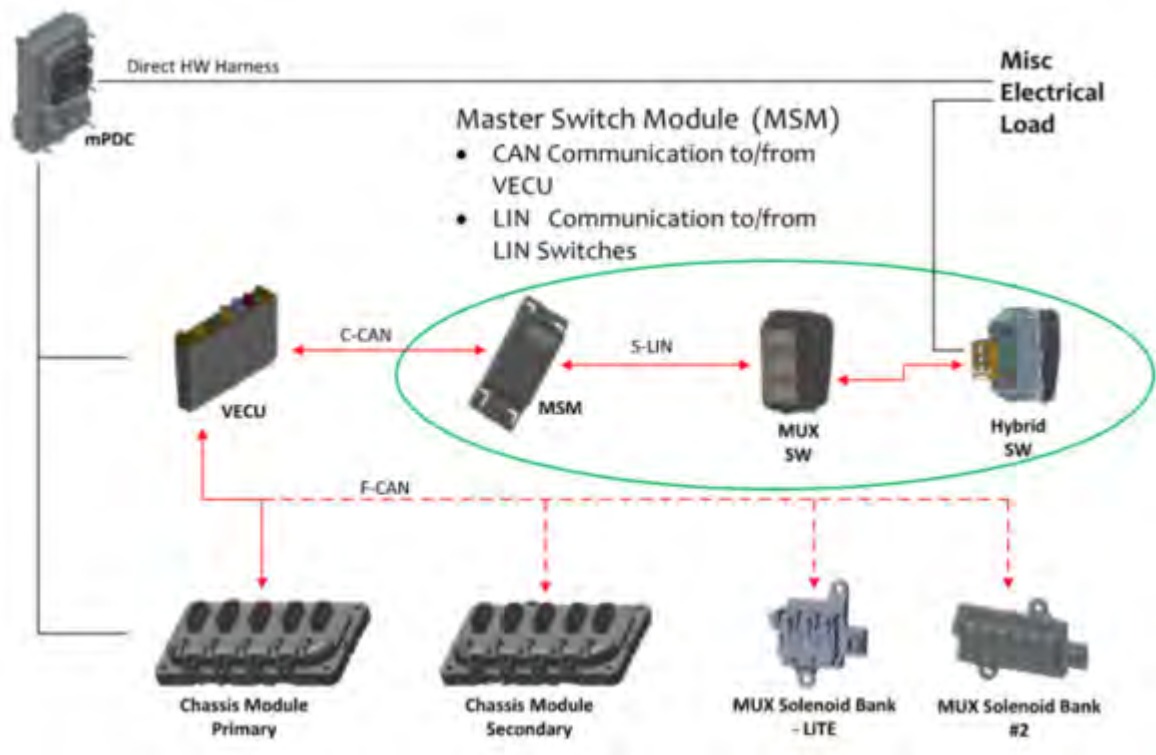 Direct HW Harness
Misc
Electrical
Load
mPDC
Master Switch Module (MSM)
• CAN Communication to/from
VECU
• LIN Communication to/from
LIN Switches
C-CAN
S-LIN
VECU
MSM
MUX
SW
Hybrid
SW
F-CAN
Chassis Module
Primary
Chassis Module
Secondary
MUX Solenoid Bank
- LITE
MUX Solenoid Bank
#2